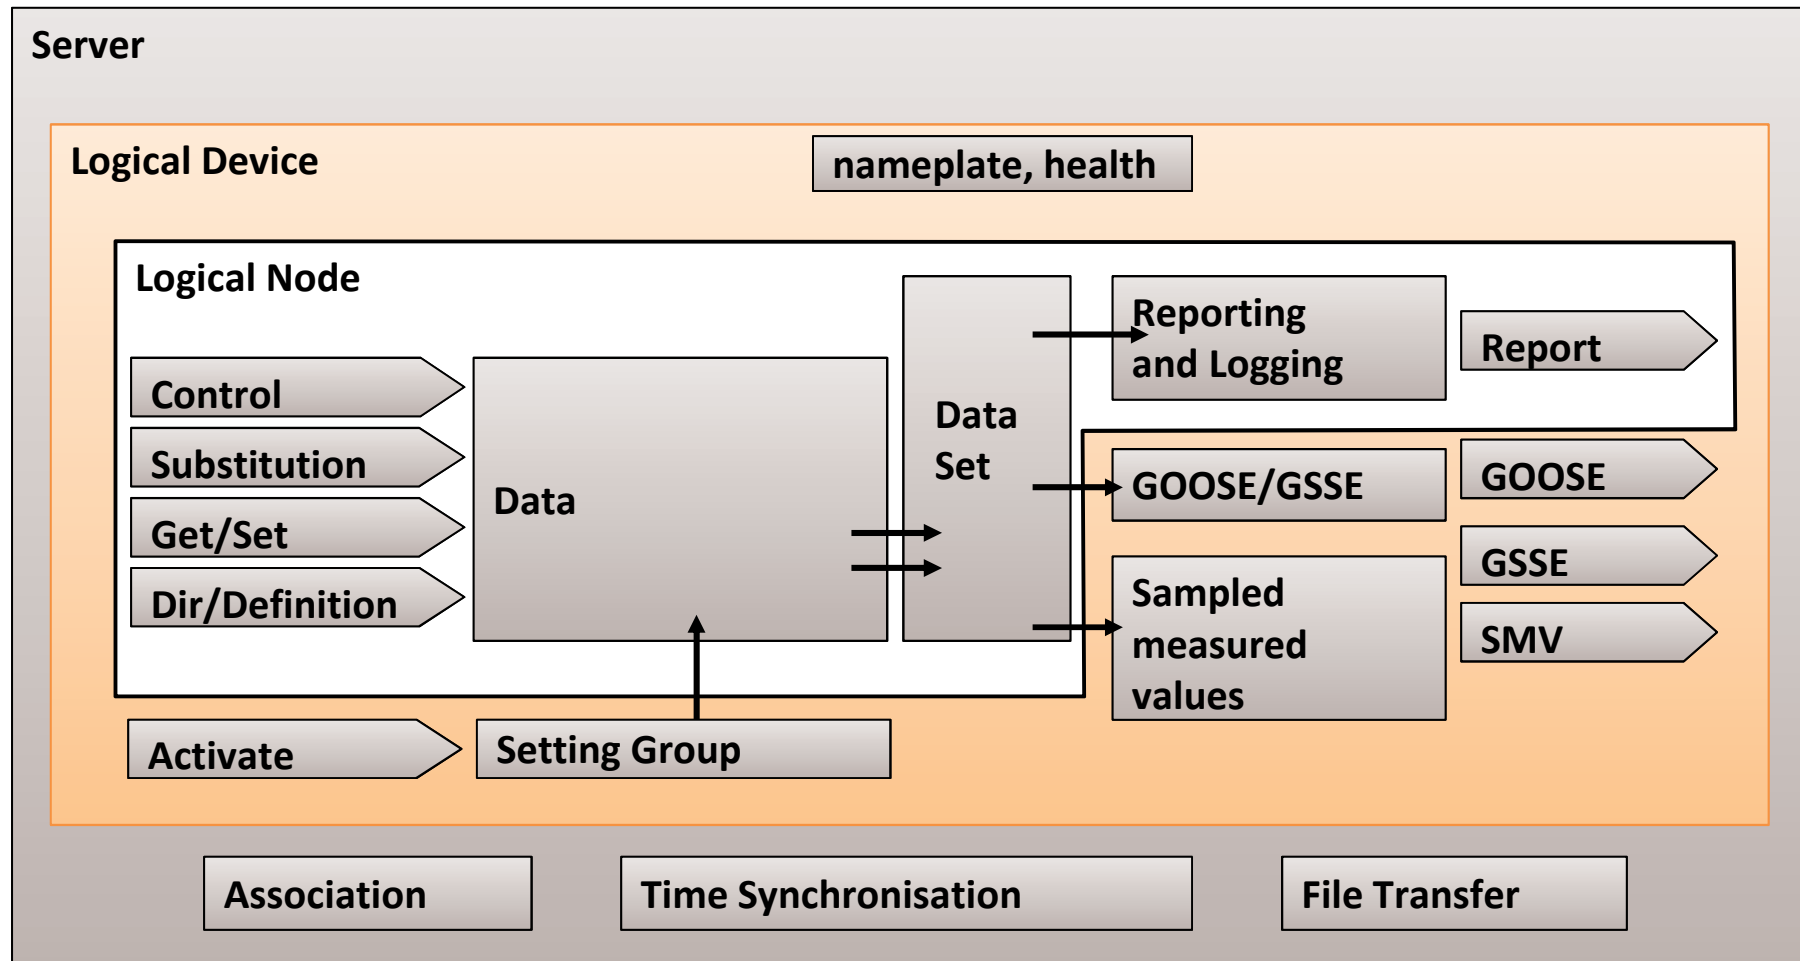 Server
Logical Device
nameplate, health
Logical Node
Control
Substitution
Get/Set
Dir/Definition
Data
Data
Set
Reporting
and Logging
Report
GOOSE/GSSE
GOOSE
GSSE
Sampled
measured
values
SMV
Activate
Setting Group
Association
Time Synchronisation
File Transfer